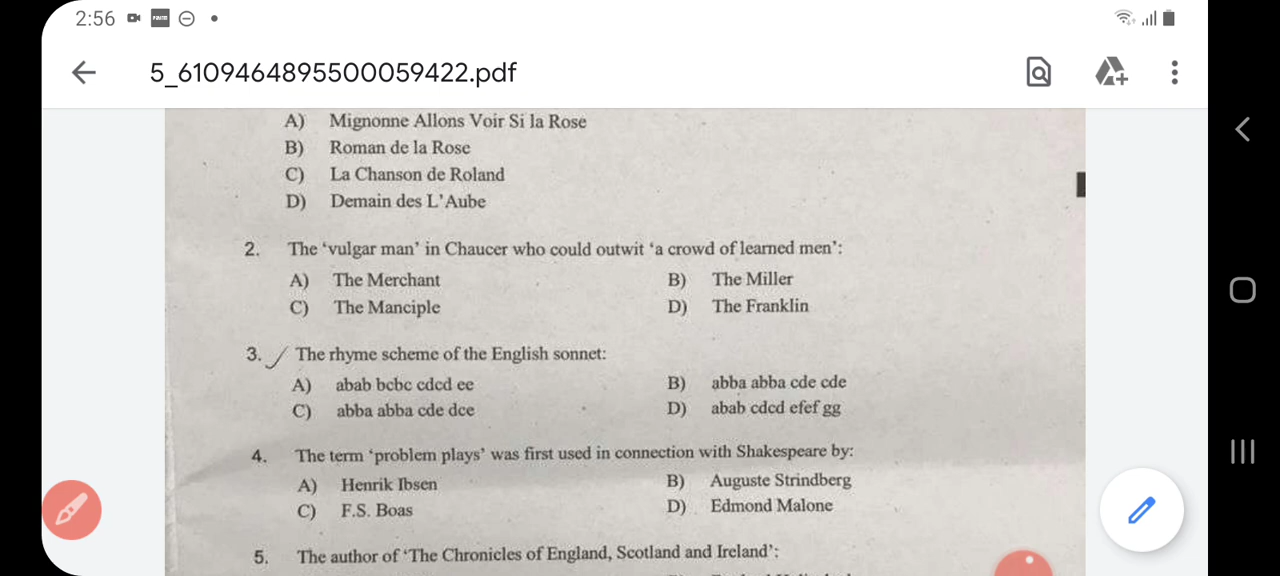 2:56
5_6109464895500059422.pdf
A) Mignonne Allons Voir Si la Rose
B) Roman de la Rose
C) La Chanson de Roland
D) Demain des L'Aube
2. The 'vulgar man' in Chaucer who could outwit 'a crowd of learned men':
A) The Merchant B) The Miller
C) The Manciple D) The Franklin
3. The rhyme scheme of the English sonnet:
A) abab bcbc cdcd ee B) abba abba cde cde
C) abba abba cde dce D) abab cdcd efef gg
4. The term 'problem plays' was first used in connection with Shakespeare by:
A) Henrik Ibsen B) Auguste Strindberg
C) F.S. Boas D) Edmond Malone
5. The author of 'The Chronicles of England, Scotland and Ireland':